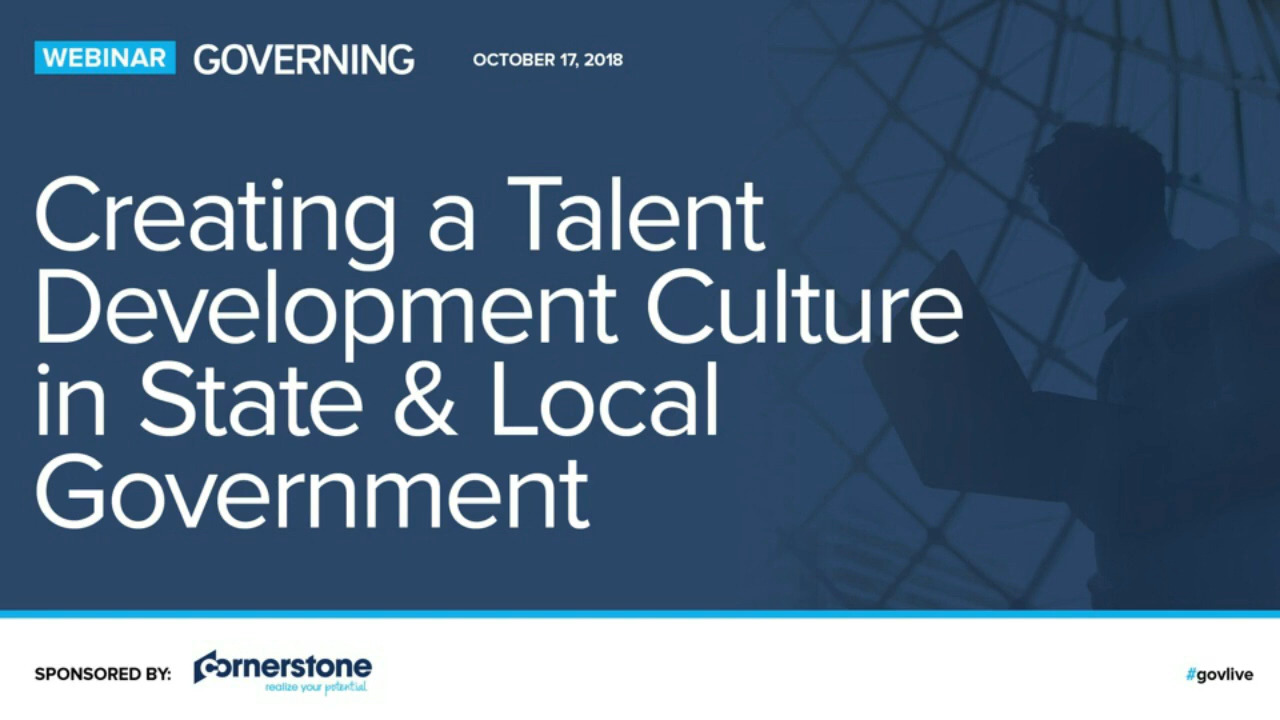 WEBINAR GOVERNING OCTOBER 17, 2018
Creating a Talent
Development Culture
in State & Local
Government
SPONSORED BY: cornerstone #govlive
realize your potential.